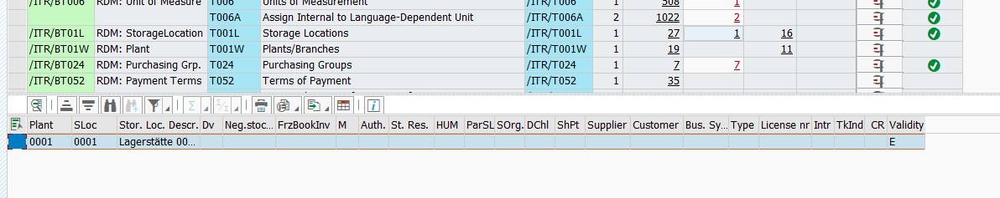 /ITR/BT006 RDM: Unit of Measure T006 Units of Measurement /ITR/T006 1 508 1
T006A Assign Internal to Language-Dependent Unit /ITR/T006A 2 1022 2
/ITR/BT01L RDM: StorageLocation T001L Storage Locations /ITR/T001L 1 27 1 16
/ITR/BT01W RDM: Plant T001W Plants/Branches /ITR/T001W 1 19 11
/ITR/BT024 RDM: Purchasing Grp. T024 Purchasing Groups /ITR/T024 1 7 7
/ITR/BT052 RDM: Payment Terms T052 Terms of Payment /ITR/T052 1 35
Plant SLoc Stor. Loc. Descr. Dv Neg.stoc... FrzBookInv M Auth. St. Res. HUM ParSL SOrg. DChl ShPt Supplier Customer Bus. Sy... Type License nr Intr TkInd CR Validity
0001 0001 Lagerstätte 00... E